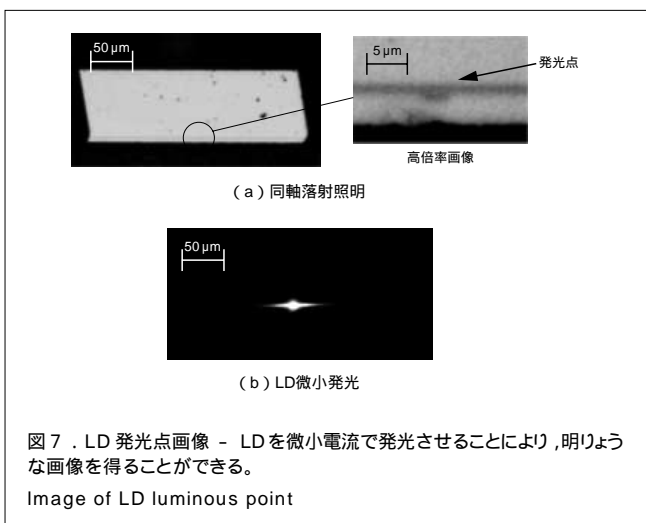 50 μm
5 μm
発光点
高倍率画像
(a)同軸落射照明
50 μm
(b)LD微小発光
図7.LD発光点画像 - LDを微小電流で発光させることにより,明りょう
な画像を得ることができる。
Image of LD luminous point